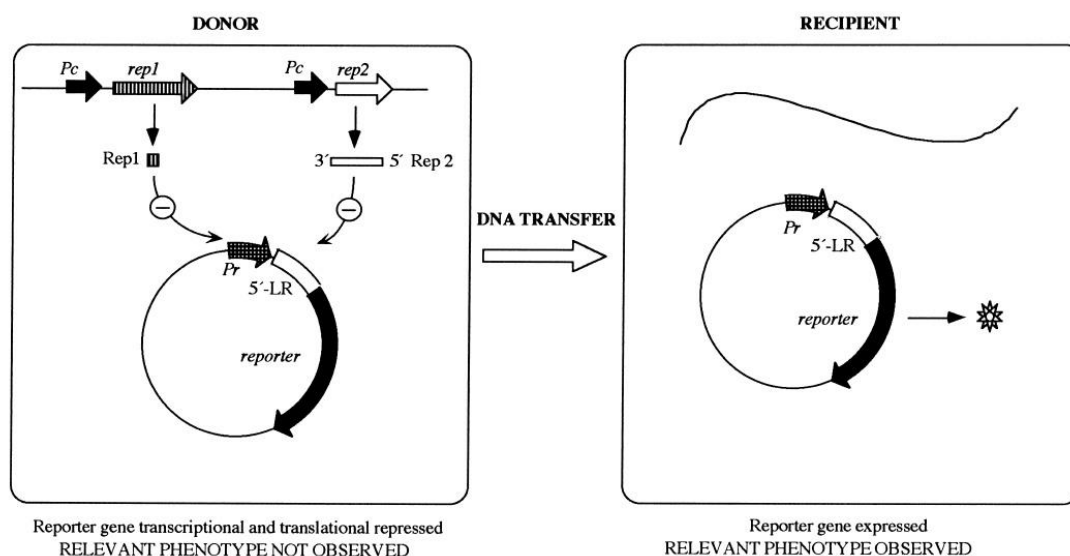 DONOR
RECIPIENT
Pc
rep1
Pc
rep2
Rep1
3´
5´ Rep 2
−
−
Pr
5´-LR
reporter
DNA TRANSFER
Pr
5´-LR
reporter
Reporter gene transcriptional and translational repressed
RELEVANT PHENOTYPE NOT OBSERVED
Reporter gene expressed
RELEVANT PHENOTYPE OBSERVED